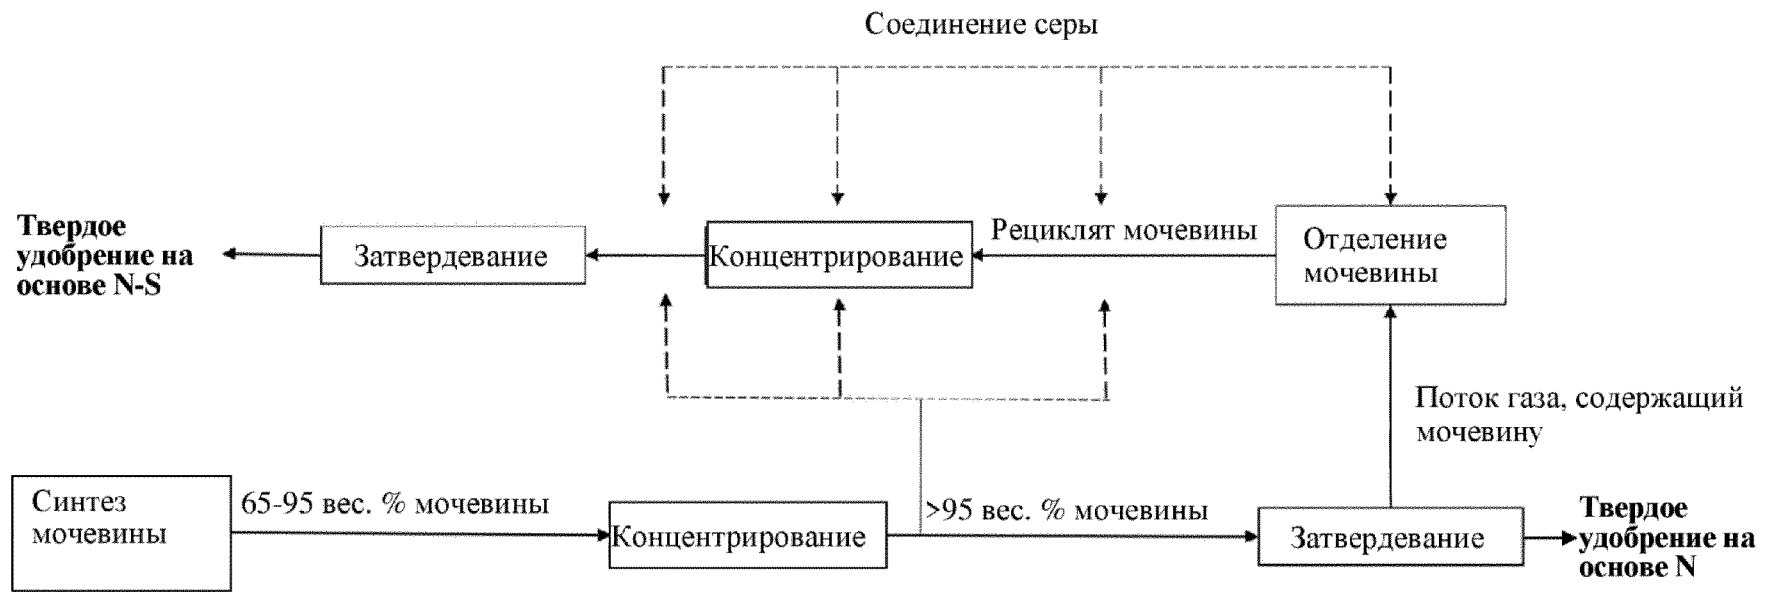 Соединение серы
Твердое
удобрение на
основе N-S
Затвердевание
Концентрирование
Рециклят мочевины
Отделение
мочевины
Поток газа, содержащий
мочевину
Синтез
мочевины
65-95 вес. % мочевины
Концентрирование
>95 вес. % мочевины
Затвердевание
Твердое
удобрение на
основе N